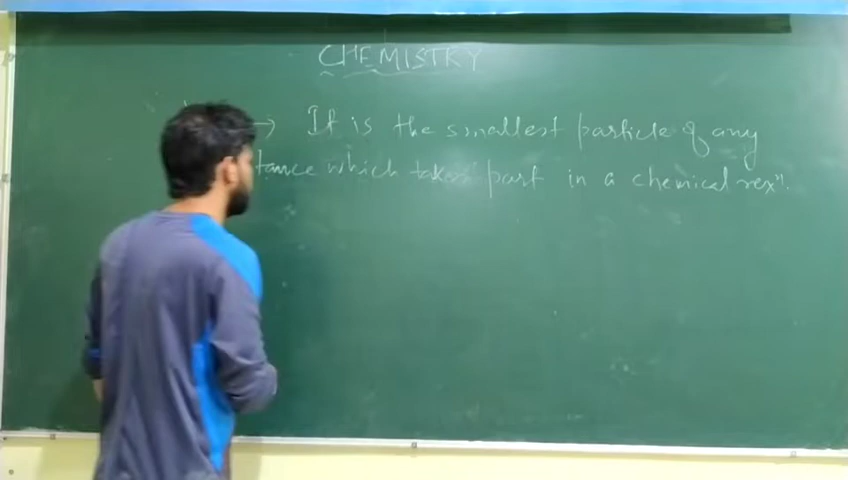 CHEMISTRY
→ It is the smallest particle of any
tance which takes part in a chemical rexⁿ.